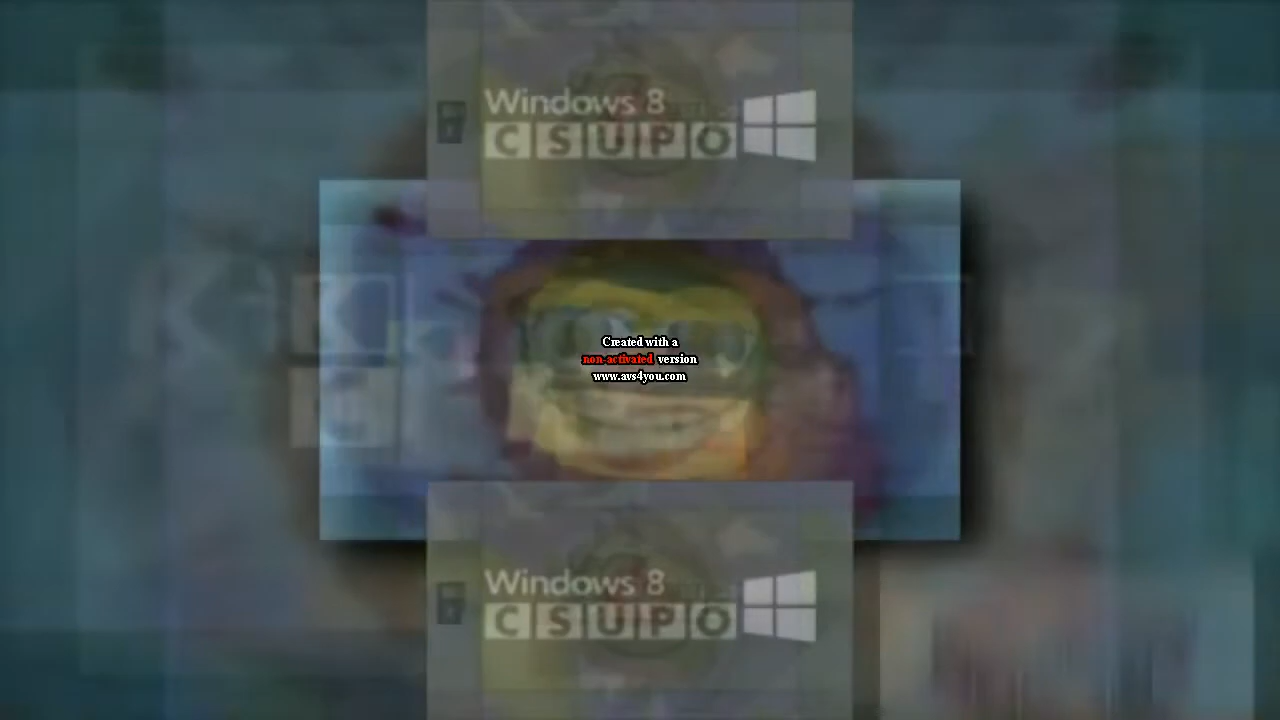 Windows 8
CSUPO
Created with a
non-activated version
www.avs4you.com
Windows 8
CSUPO